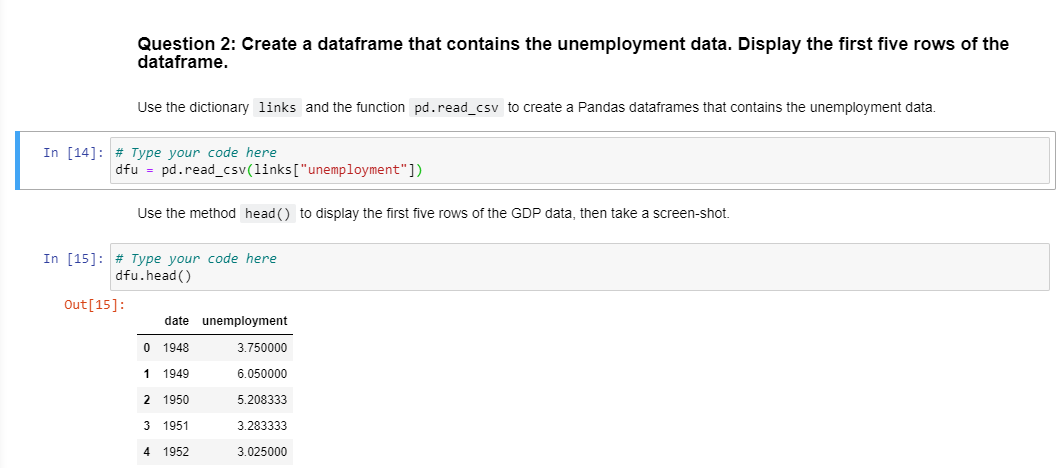 Question 2: Create a dataframe that contains the unemployment data. Display the first five rows of the
dataframe.
Use the dictionary links and the function pd.read_csv to create a Pandas dataframes that contains the unemployment data.
In [14]: # Type your code here
dfu = pd.read_csv(links["unemployment"])
Use the method head() to display the first five rows of the GDP data, then take a screen-shot.
In [15]: # Type your code here
dfu.head()
Out[15]:
date unemployment
0 1948 3.750000
1 1949 6.050000
2 1950 5.208333
3 1951 3.283333
4 1952 3.025000